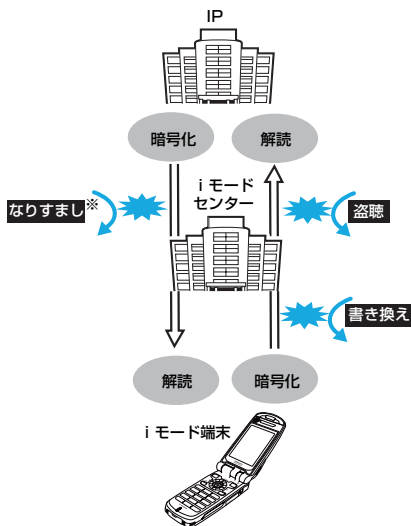 IP
暗号化
解読
i モード
センター
なりすまし※
盗聴
書き換え
解読
暗号化
i モード端末